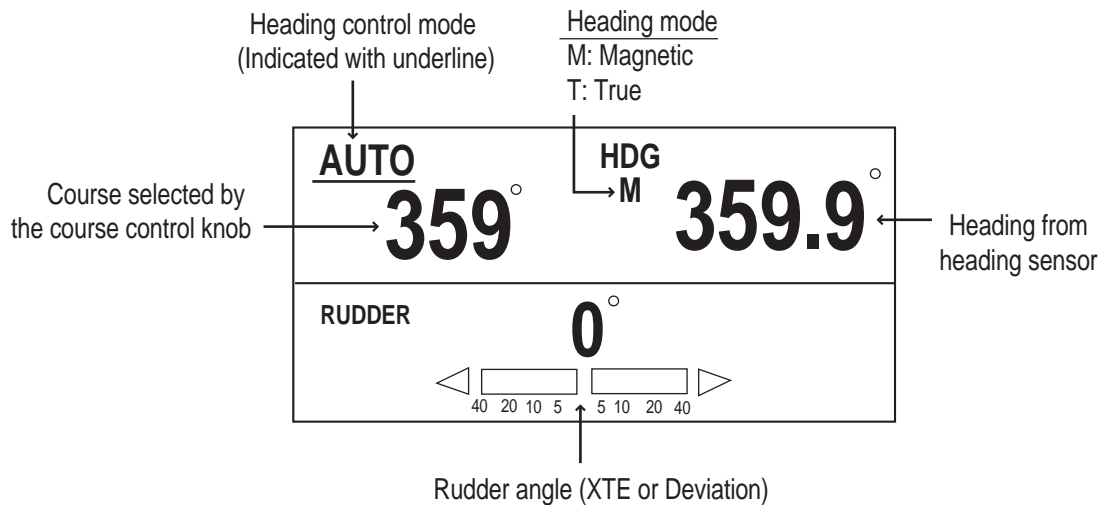 Heading control mode
(Indicated with underline)
Heading mode
M: Magnetic
T: True
AUTO
359°
HDG
M
359.9°
Course selected by
the course control knob
Heading from
heading sensor
RUDDER
0°
40 20 10 5 5 10 20 40
Rudder angle (XTE or Deviation)